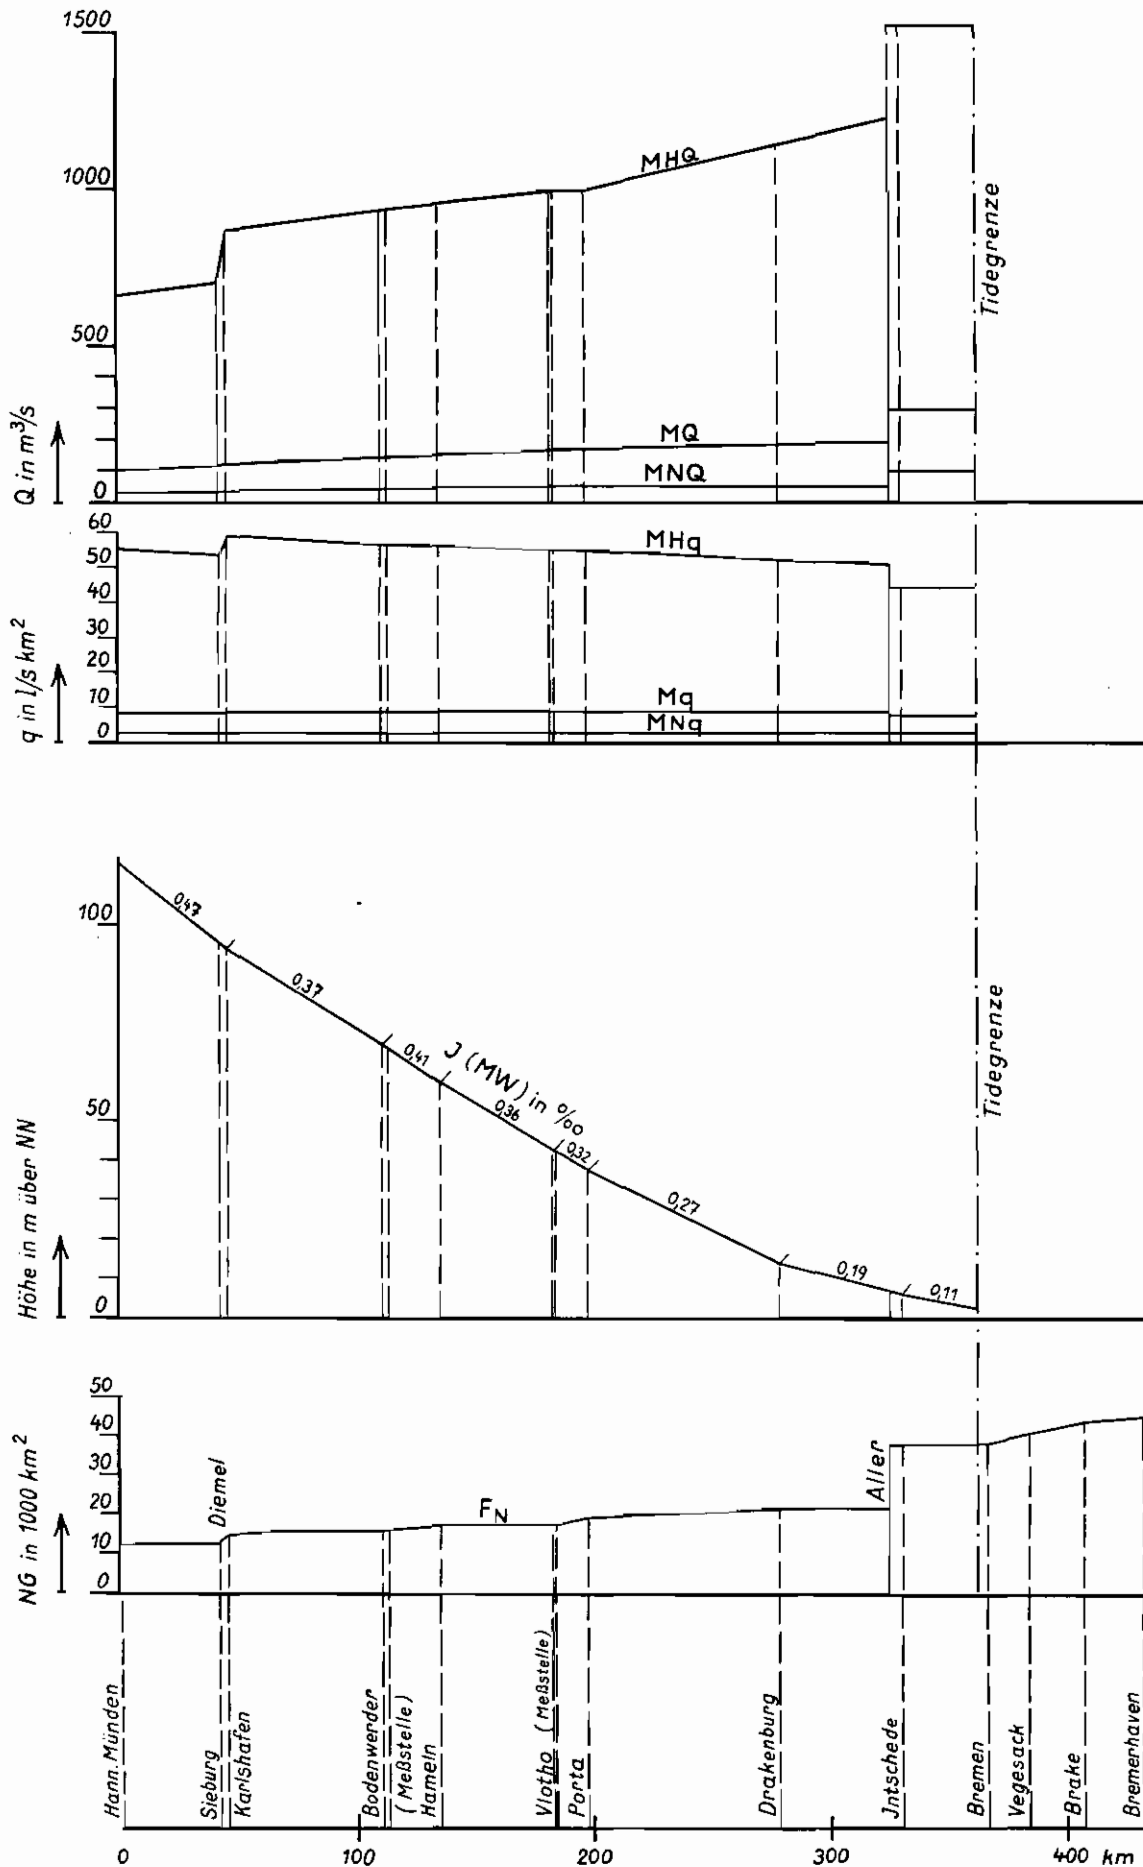 1500
1000
500
0
Q in m³/s
MHQ
MQ
MNQ
Tidegrenze
60
50
40
30
20
10
0
q in l/s km²
MHq
Mq
MNq
100
50
0
Höhe in m über NN
0,47
0,37
0,41
J (MW) in ‰
0,36
0,32
0,27
0,19
0,11
Tidegrenze
50
40
30
20
10
0
NG in 1000 km²
Diemel
FN
Aller
Hann. Münden
Sieburg
Karlshafen
Bodenwerder
(Meßstelle)
Hameln
Vlotho (Meßstelle)
Porta
Drakenburg
Jntschede
Bremen
Vegesack
Brake
Bremerhaven
0 100 200 300 400 km